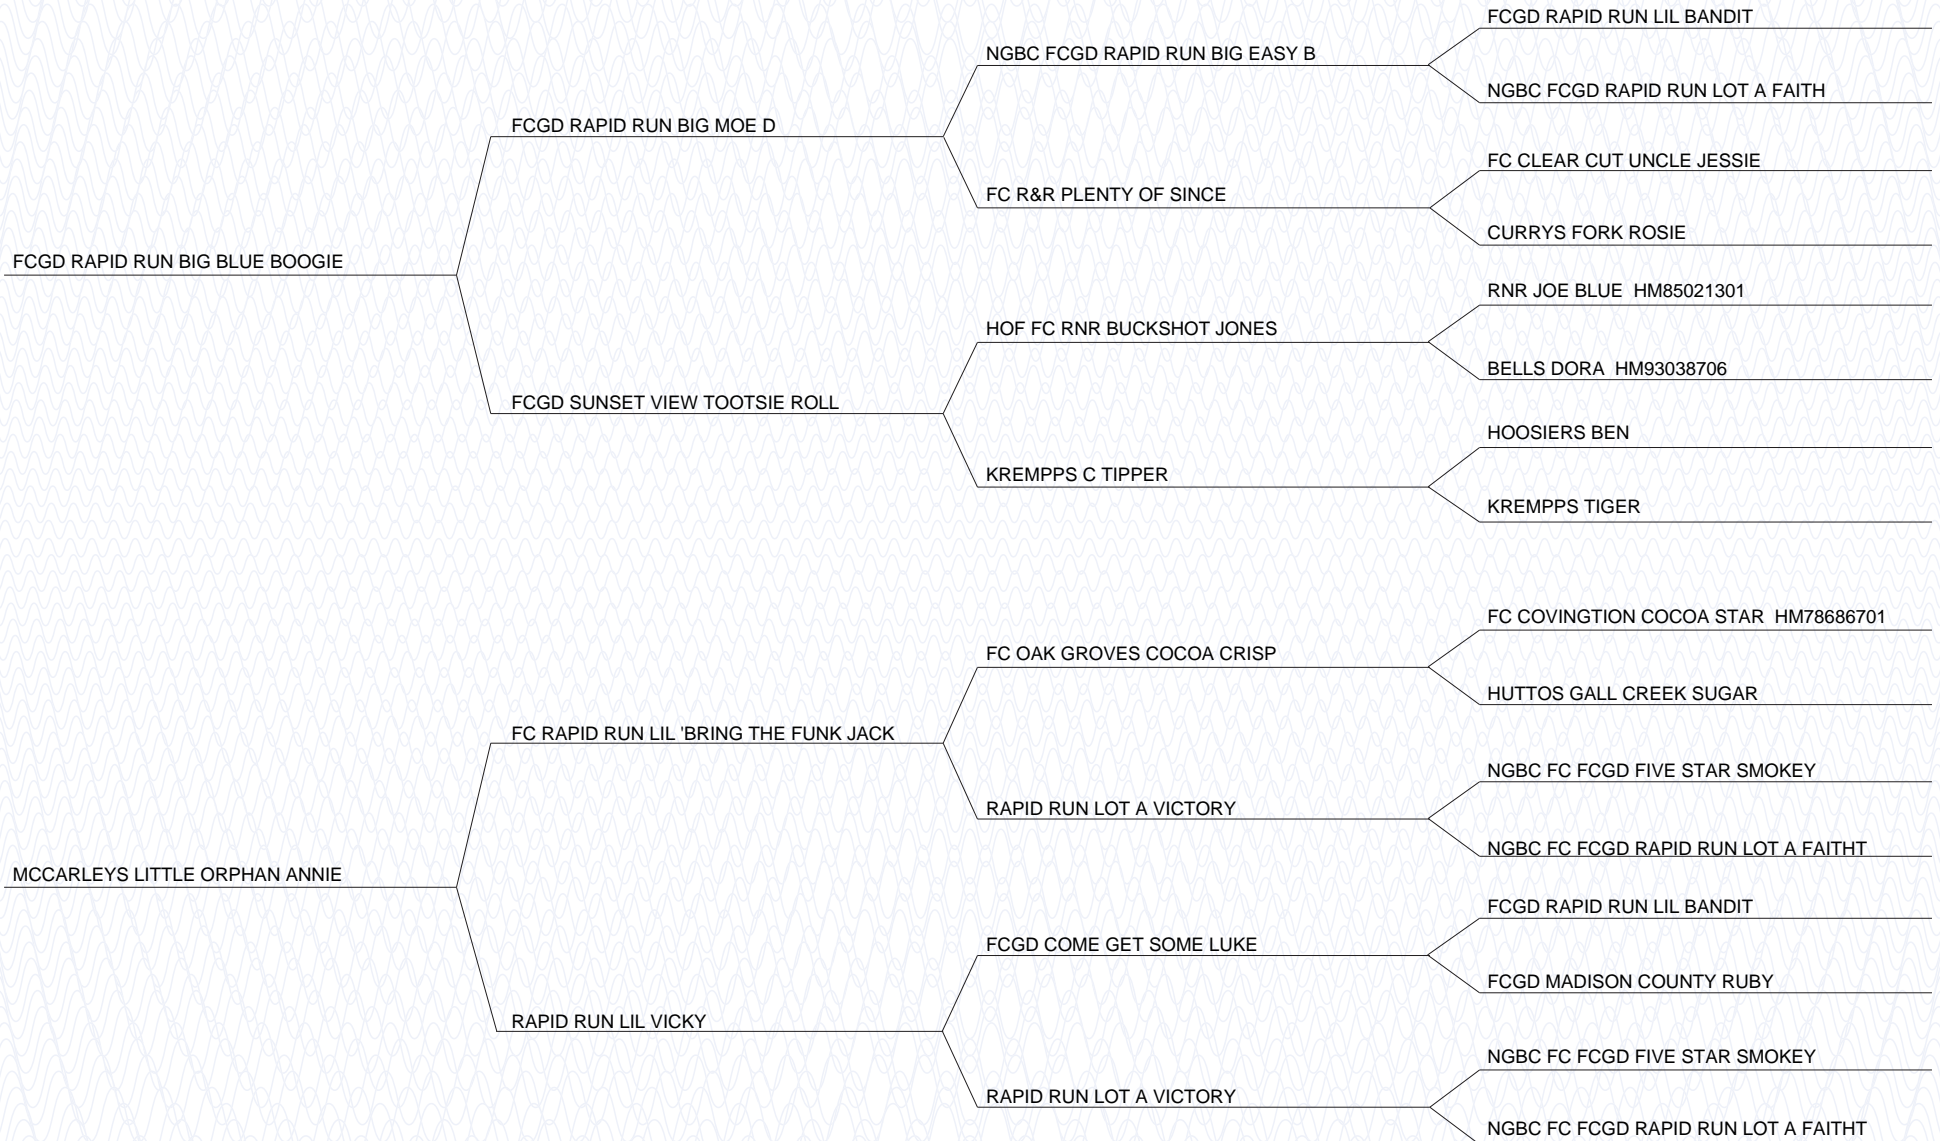 FCGD RAPID RUN LIL BANDIT
NGBC FCGD RAPID RUN BIG EASY B
NGBC FCGD RAPID RUN LOT A FAITH
FCGD RAPID RUN BIG MOE D
FC CLEAR CUT UNCLE JESSIE
FC R&R PLENTY OF SINCE
CURRYS FORK ROSIE
FCGD RAPID RUN BIG BLUE BOOGIE
RNR JOE BLUE HM85021301
HOF FC RNR BUCKSHOT JONES
BELLS DORA HM93038706
FCGD SUNSET VIEW TOOTSIE ROLL
HOOSIERS BEN
KREMPPS C TIPPER
KREMPPS TIGER
FC COVINGTION COCOA STAR HM78686701
FC OAK GROVES COCOA CRISP
HUTTOS GALL CREEK SUGAR
FC RAPID RUN LIL 'BRING THE FUNK JACK
NGBC FC FCGD FIVE STAR SMOKEY
RAPID RUN LOT A VICTORY
NGBC FC FCGD RAPID RUN LOT A FAITHT
MCCARLEYS LITTLE ORPHAN ANNIE
FCGD RAPID RUN LIL BANDIT
FCGD COME GET SOME LUKE
FCGD MADISON COUNTY RUBY
RAPID RUN LIL VICKY
NGBC FC FCGD FIVE STAR SMOKEY
RAPID RUN LOT A VICTORY
NGBC FC FCGD RAPID RUN LOT A FAITHT